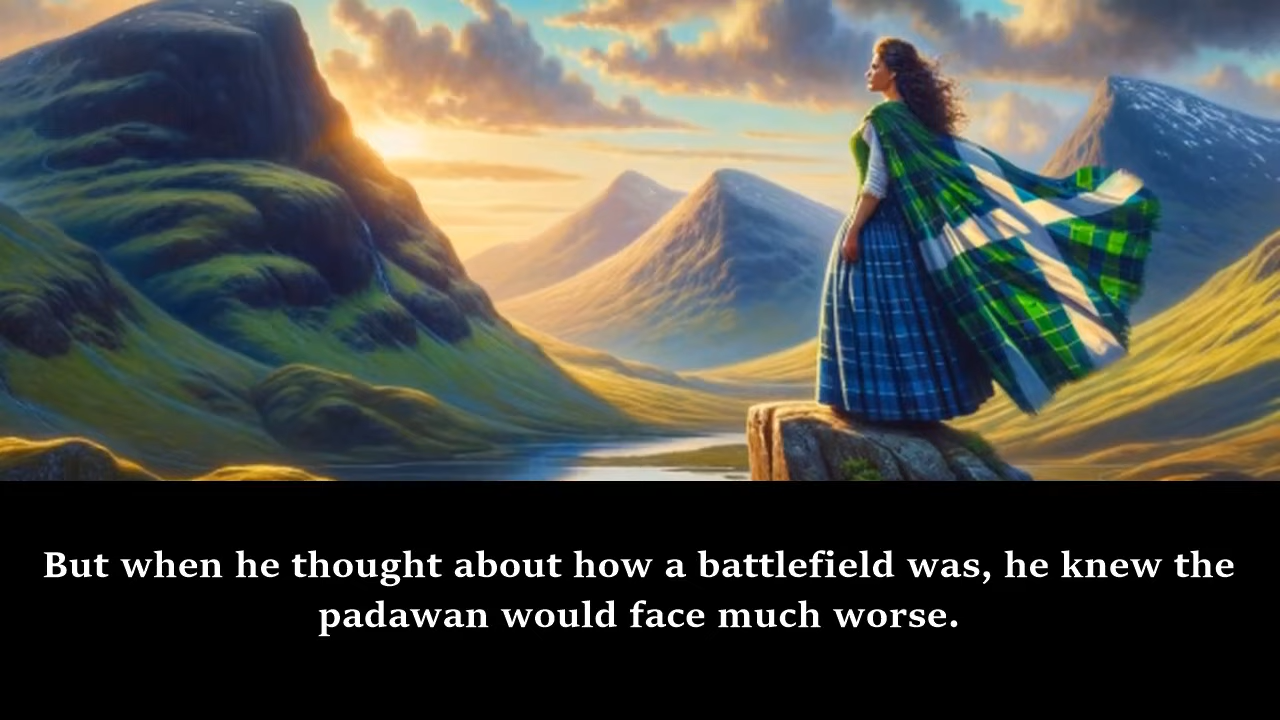 But when he thought about how a battlefield was, he knew the
padawan would face much worse.